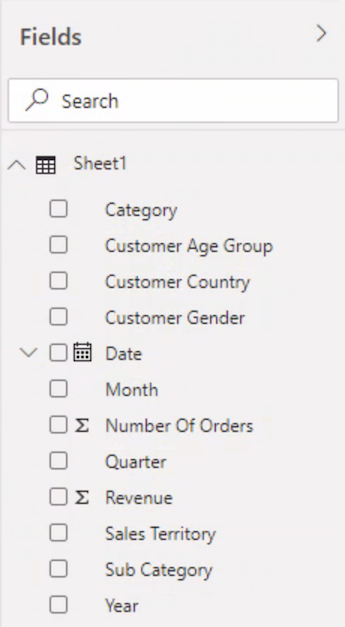 Fields
Search
Sheet1
Category
Customer Age Group
Customer Country
Customer Gender
Date
Month
Σ Number Of Orders
Quarter
Σ Revenue
Sales Territory
Sub Category
Year